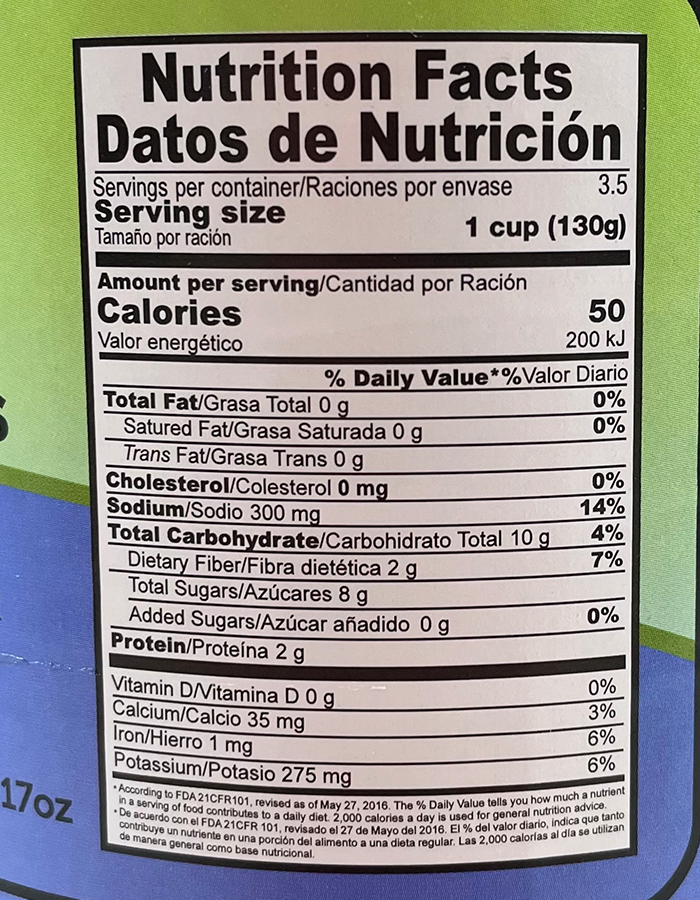 Nutrition Facts
Datos de Nutrición
Servings per container/Raciones por envase 3.5
Serving size
Tamaño por ración 1 cup (130g)
Amount per serving/Cantidad por Ración
Calories 50
Valor energético 200 kJ
% Daily Value*%Valor Diario
Total Fat/Grasa Total 0 g 0%
Satured Fat/Grasa Saturada 0 g 0%
Trans Fat/Grasa Trans 0 g
Cholesterol/Colesterol 0 mg 0%
Sodium/Sodio 300 mg 14%
Total Carbohydrate/Carbohidrato Total 10 g 4%
Dietary Fiber/Fibra dietética 2 g 7%
Total Sugars/Azúcares 8 g
Added Sugars/Azúcar añadido 0 g 0%
Protein/Proteína 2 g
Vitamin D/Vitamina D 0 g 0%
Calcium/Calcio 35 mg 3%
Iron/Hierro 1 mg 6%
Potassium/Potasio 275 mg 6%
*According to FDA 21CFR101, revised as of May 27, 2016. The % Daily Value tells you how much a nutrient
in a serving of food contributes to a daily diet. 2,000 calories a day is used for general nutrition advice.
*De acuerdo con el FDA 21CFR 101, revisado el 27 de Mayo del 2016. El % del valor diario, indica que tanto
contribuye un nutriente en una porción del alimento a una dieta regular. Las 2,000 calorías al día se utilizan
de manera general como base nutricional.
17oz